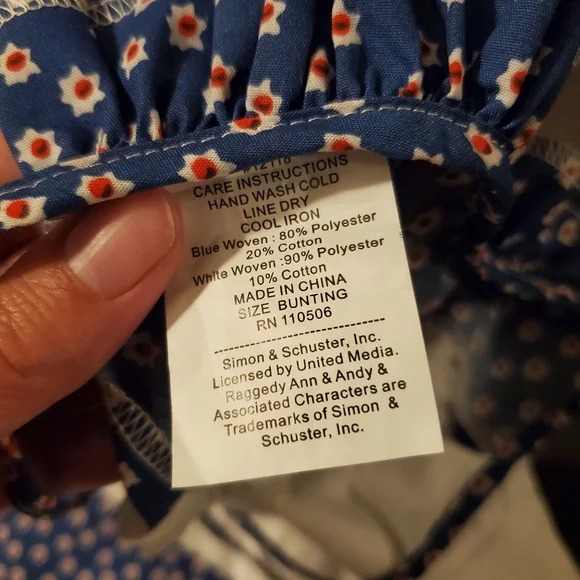 #12116
CARE INSTRUCTIONS
HAND WASH COLD
LINE DRY
COOL IRON
Blue Woven : 80% Polyester
20% Cotton
White Woven :90% Polyester
10% Cotton
MADE IN CHINA
SIZE BUNTING
RN 110506
Simon & Schuster, Inc.
Licensed by United Media.
Raggedy Ann & Andy &
Associated Characters are
Trademarks of Simon &
Schuster, Inc.